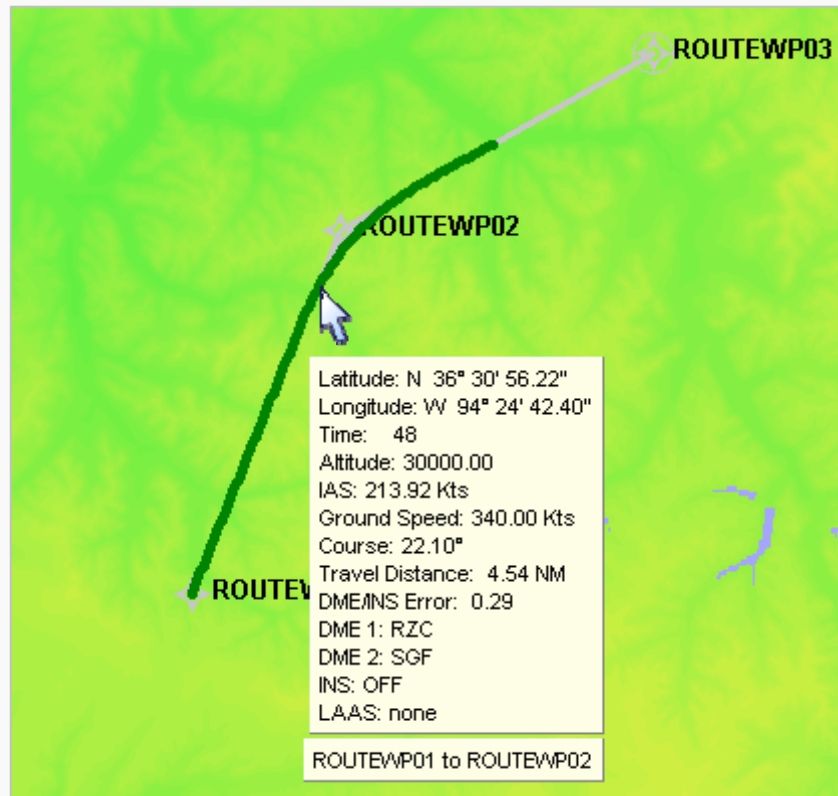 ROUTEWP03
ROUTEWP02
Latitude: N 36° 30' 56.22"
Longitude: W 94° 24' 42.40"
Time: 48
Altitude: 30000.00
IAS: 213.92 Kts
Ground Speed: 340.00 Kts
Course: 22.10°
Travel Distance: 4.54 NM
DME/INS Error: 0.29
DME 1: RZC
DME 2: SGF
INS: OFF
LAAS: none
ROUTEWP01 to ROUTEWP02